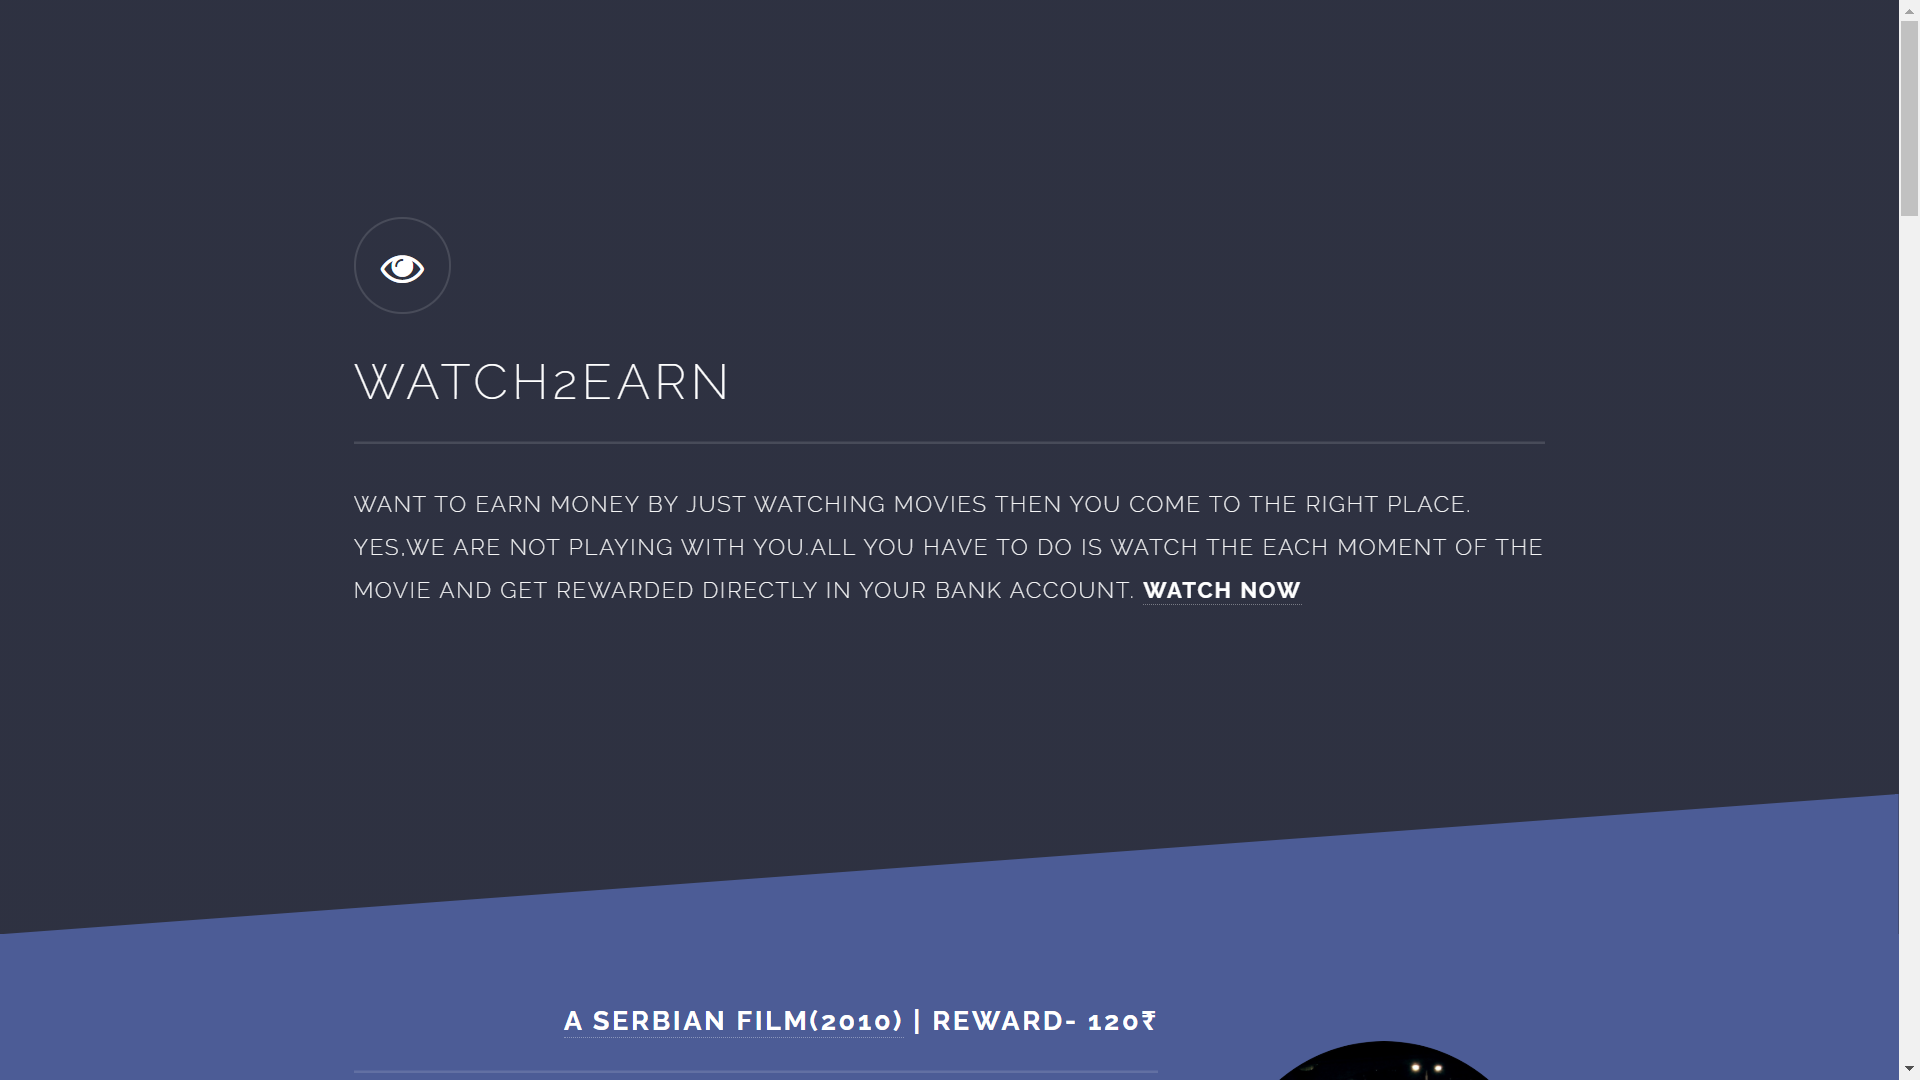 WATCH2EARN
WANT TO EARN MONEY BY JUST WATCHING MOVIES THEN YOU COME TO THE RIGHT PLACE.
YES,WE ARE NOT PLAYING WITH YOU.ALL YOU HAVE TO DO IS WATCH THE EACH MOMENT OF THE
MOVIE AND GET REWARDED DIRECTLY IN YOUR BANK ACCOUNT. WATCH NOW
A SERBIAN FILM(2010) | REWARD- 120₹